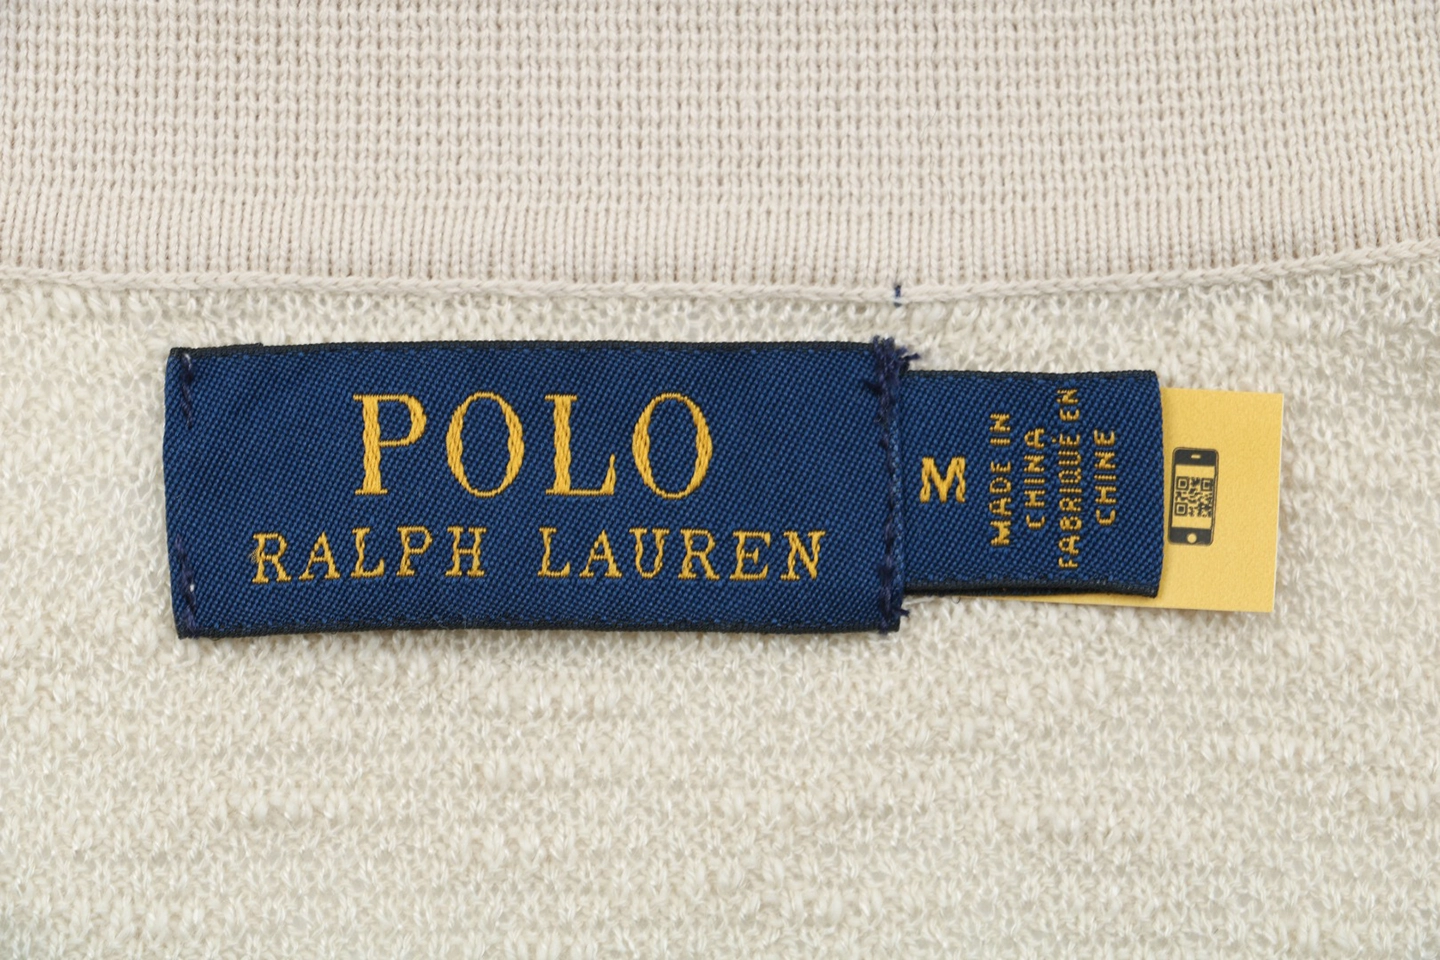 POLO
RALPH LAUREN
M
MADE IN
CHINA
FABRIQUÉ EN
CHINE